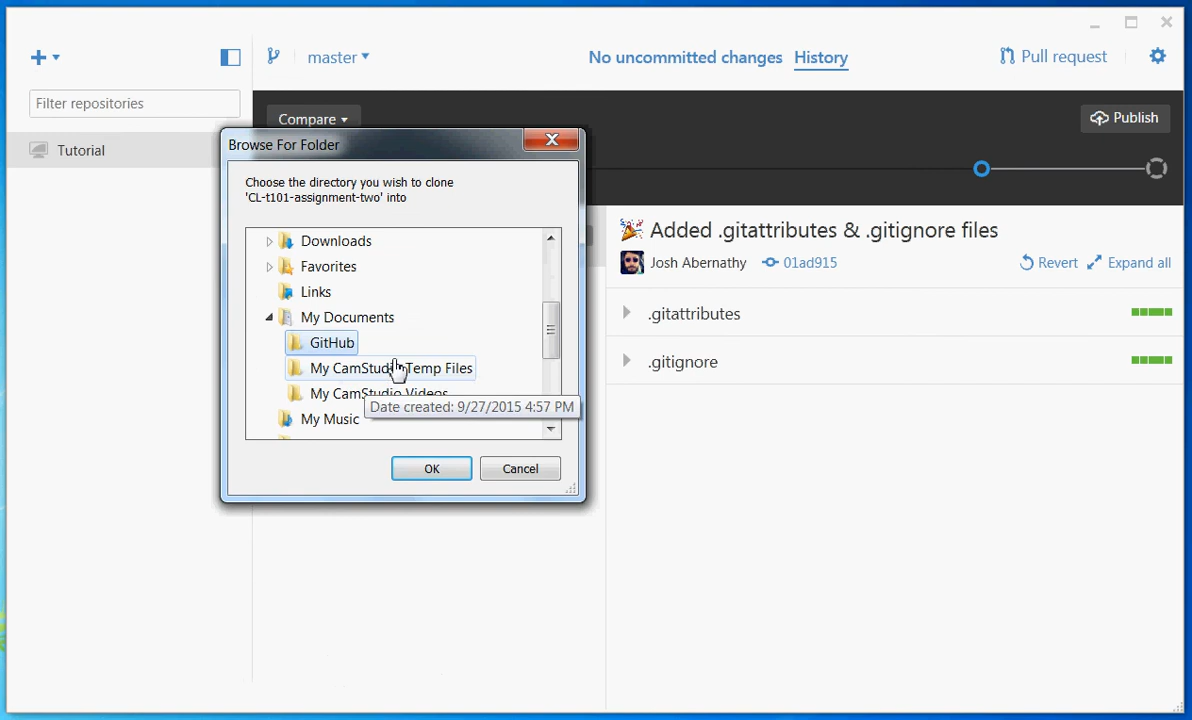 master
No uncommitted changes
History
Pull request
Filter repositories
Tutorial
Compare
Publish
Browse For Folder
Choose the directory you wish to clone
'CL-t101-assignment-two' into
Downloads
Favorites
Links
My Documents
GitHub
My CamStudio Temp Files
My CamStudio Videos
Date created: 9/27/2015 4:57 PM
My Music
OK
Cancel
Added .gitattributes & .gitignore files
Josh Abernathy
01ad915
Revert
Expand all
.gitattributes
.gitignore